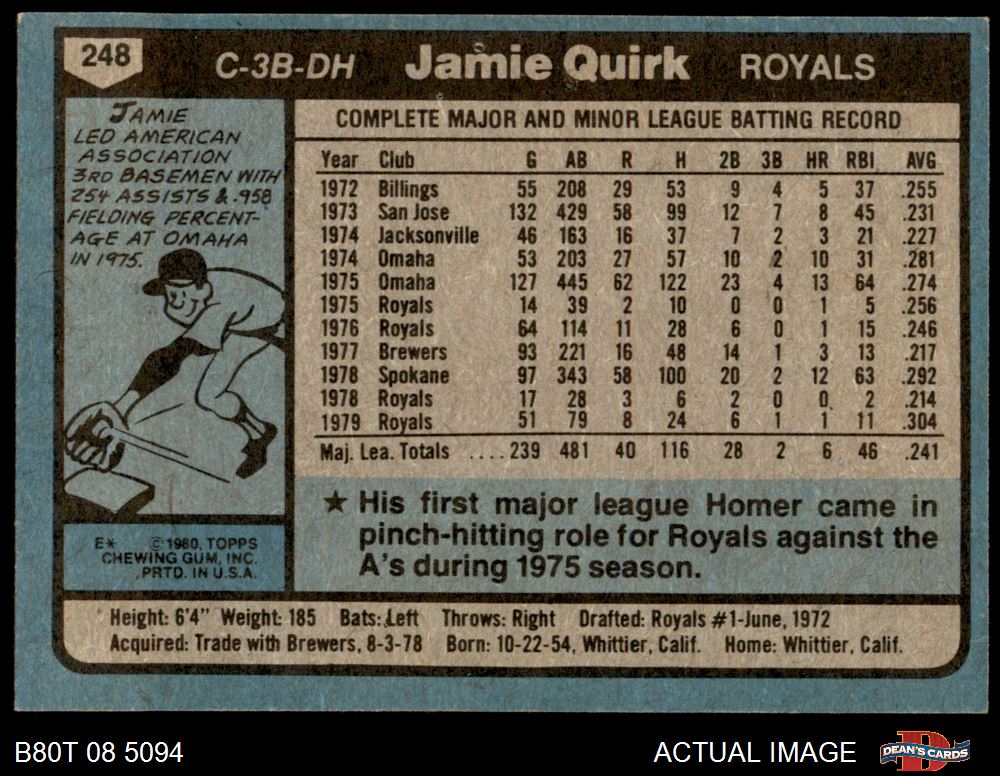 248 C-3B-DH Jamie Quirk ROYALS
JAMIE
LED AMERICAN
ASSOCIATION
3RD BASEMEN WITH
254 ASSISTS & .958
FIELDING PERCENT-
AGE AT OMAHA
IN 1975.
E* © 1980, TOPPS
CHEWING GUM, INC.
PRTD. IN U.S.A.
COMPLETE MAJOR AND MINOR LEAGUE BATTING RECORD
Year Club G AB R H 2B 3B HR RBI AVG
1972 Billings 55 208 29 53 9 4 5 37 .255
1973 San Jose 132 429 58 99 12 7 8 45 .231
1974 Jacksonville 46 163 16 37 7 2 3 21 .227
1974 Omaha 53 203 27 57 10 2 10 31 .281
1975 Omaha 127 445 62 122 23 4 13 64 .274
1975 Royals 14 39 2 10 0 0 1 5 .256
1976 Royals 64 114 11 28 6 0 1 15 .246
1977 Brewers 93 221 16 48 14 1 3 13 .217
1978 Spokane 97 343 58 100 20 2 12 63 .292
1978 Royals 17 28 3 6 2 0 0 2 .214
1979 Royals 51 79 8 24 6 1 1 11 .304
Maj. Lea. Totals ....239 481 40 116 28 2 6 46 .241
★ His first major league Homer came in
pinch-hitting role for Royals against the
A's during 1975 season.
Height: 6'4" Weight: 185 Bats: Left Throws: Right Drafted: Royals #1-June, 1972
Acquired: Trade with Brewers, 8-3-78 Born: 10-22-54, Whittier, Calif. Home: Whittier, Calif.
B80T 08 5094 ACTUAL IMAGE DEAN'S CARDS